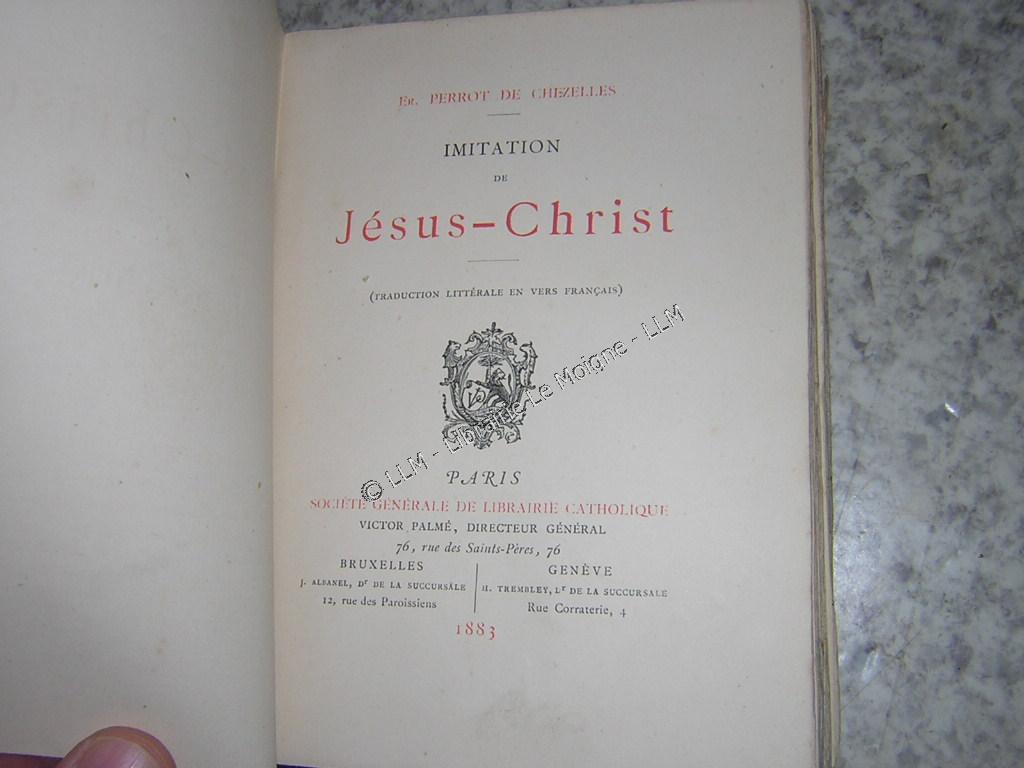 Er. PERROT DE CHEZELLES
IMITATION
DE
Jésus-Christ
(TRADUCTION LITTÉRALE EN VERS FRANÇAIS)
PARIS
SOCIÉTÉ GÉNÉRALE DE LIBRAIRIE CATHOLIQUE
VICTOR PALMÉ, DIRECTEUR GÉNÉRAL
76, rue des Saints-Pères, 76
BRUXELLES
J. ALBANEL, Dr DE LA SUCCURSALE
12, rue des Paroissiens
GENÈVE
H. TREMBLEY, Dr DE LA SUCCURSALE
Rue Corraterie, 4
1883
© LLM - Librairie Le Moigne - LLM